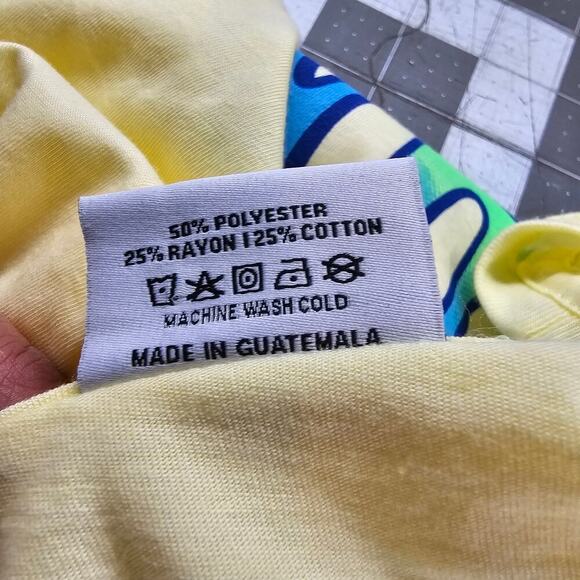 50% POLYESTER
25% RAYON | 25% COTTON
MACHINE WASH COLD
MADE IN GUATEMALA